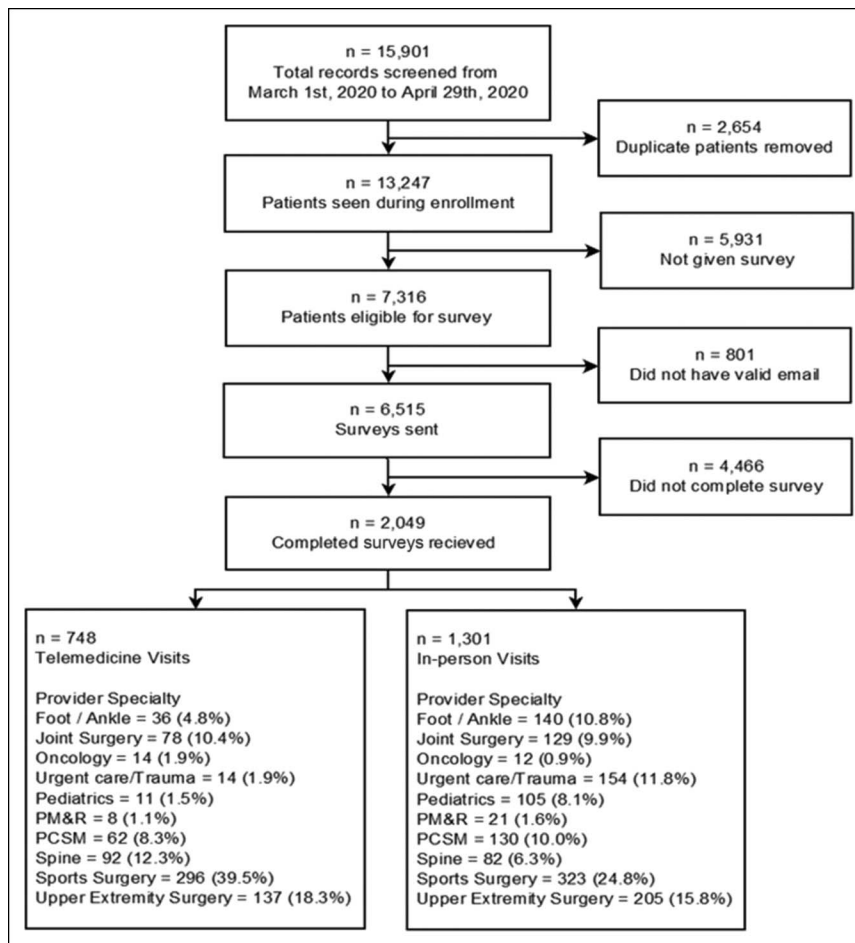 n = 15,901
Total records screened from
March 1st, 2020 to April 29th, 2020
n = 2,654
Duplicate patients removed
n = 13,247
Patients seen during enrollment
n = 5,931
Not given survey
n = 7,316
Patients eligible for survey
n = 801
Did not have valid email
n = 6,515
Surveys sent
n = 4,466
Did not complete survey
n = 2,049
Completed surveys recieved
n = 748
Telemedicine Visits
Provider Specialty
Foot / Ankle = 36 (4.8%)
Joint Surgery = 78 (10.4%)
Oncology = 14 (1.9%)
Urgent care/Trauma = 14 (1.9%)
Pediatrics = 11 (1.5%)
PM&R = 8 (1.1%)
PCSM = 62 (8.3%)
Spine = 92 (12.3%)
Sports Surgery = 296 (39.5%)
Upper Extremity Surgery = 137 (18.3%)
n = 1,301
In-person Visits
Provider Specialty
Foot / Ankle = 140 (10.8%)
Joint Surgery = 129 (9.9%)
Oncology = 12 (0.9%)
Urgent care/Trauma = 154 (11.8%)
Pediatrics = 105 (8.1%)
PM&R = 21 (1.6%)
PCSM = 130 (10.0%)
Spine = 82 (6.3%)
Sports Surgery = 323 (24.8%)
Upper Extremity Surgery = 205 (15.8%)